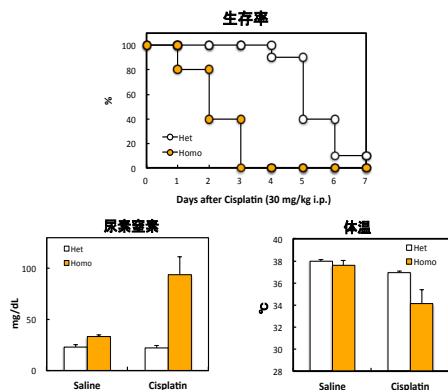 生存率
100
80
60
40
20
0
%
Het
Homo
0 1 2 3 4 5 6 7
Days after Cisplatin (30 mg/kg i.p.)
尿素窒素
mg/dL
100
50
0
Het
Homo
Saline Cisplatin
体温
℃
38
36
34
32
30
28
Het
Homo
Saline Cisplatin